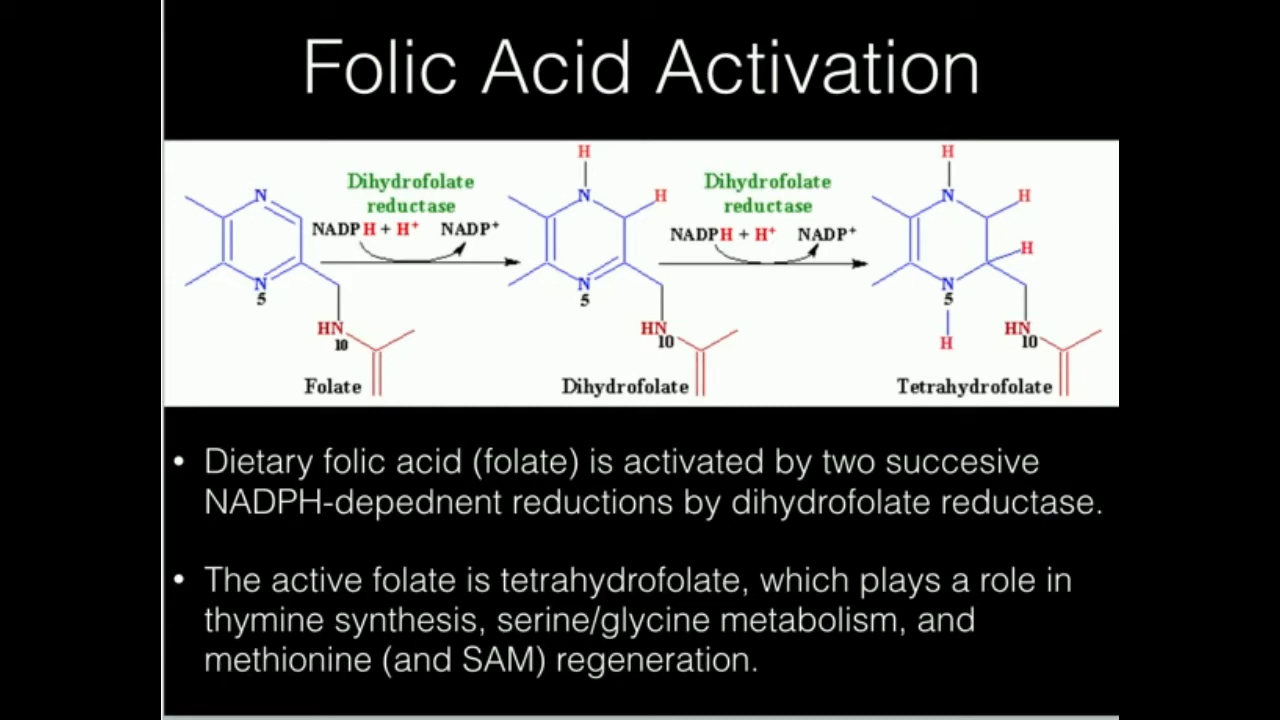 Folic Acid Activation
H
H
Dihydrofolate
reductase
Dihydrofolate
reductase
N
N
H
N
H
NADPH + H⁺
NADP⁺
NADPH + H⁺
NADP⁺
H
N
5
N
5
N
5
HN
10
HN
10
HN
10
H
Folate
Dihydrofolate
Tetrahydrofolate
• Dietary folic acid (folate) is activated by two succesive
NADPH-depednent reductions by dihydrofolate reductase.
• The active folate is tetrahydrofolate, which plays a role in
thymine synthesis, serine/glycine metabolism, and
methionine (and SAM) regeneration.